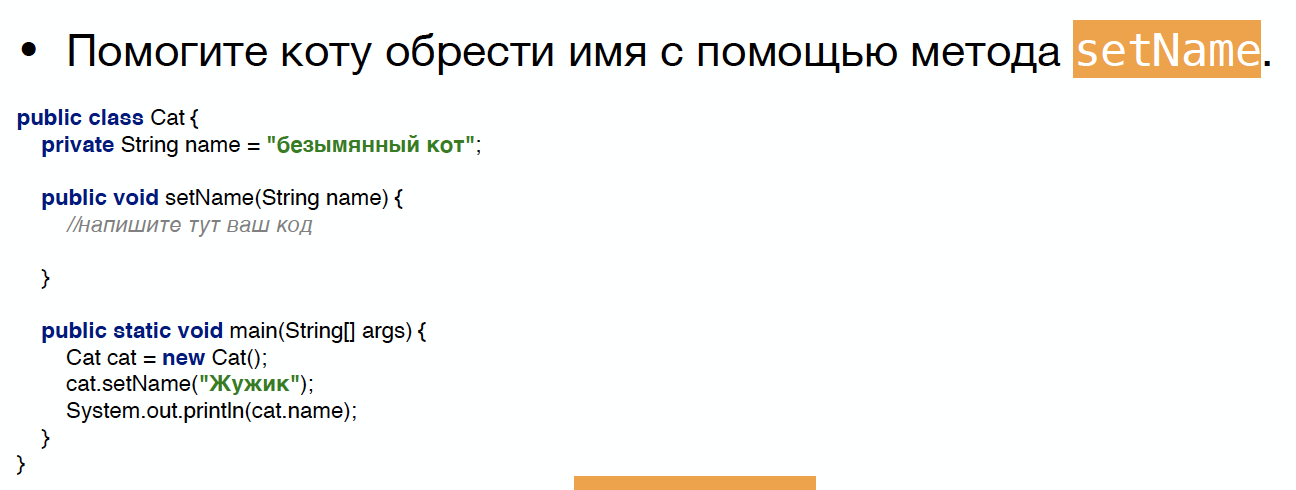 • Помогите коту обрести имя с помощью метода setName.
public class Cat {
private String name = "безымянный кот";
public void setName(String name) {
//напишите тут ваш код
}
public static void main(String[] args) {
Cat cat = new Cat();
cat.setName("Жужик");
System.out.println(cat.name);
}
}